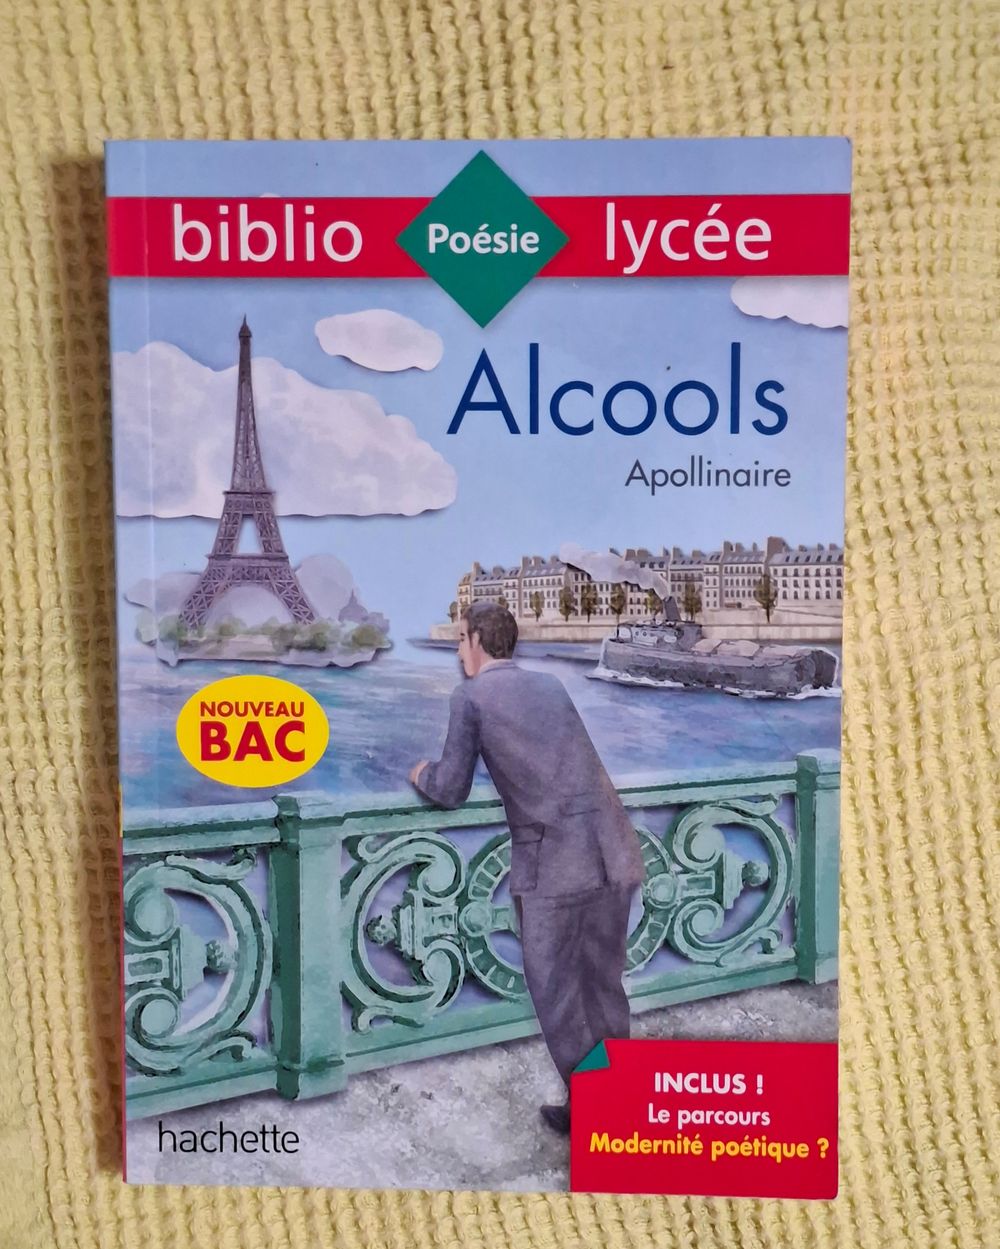 biblio Poésie lycée
Alcools
Apollinaire
NOUVEAU
BAC
INCLUS !
Le parcours
Modernité poétique ?
hachette